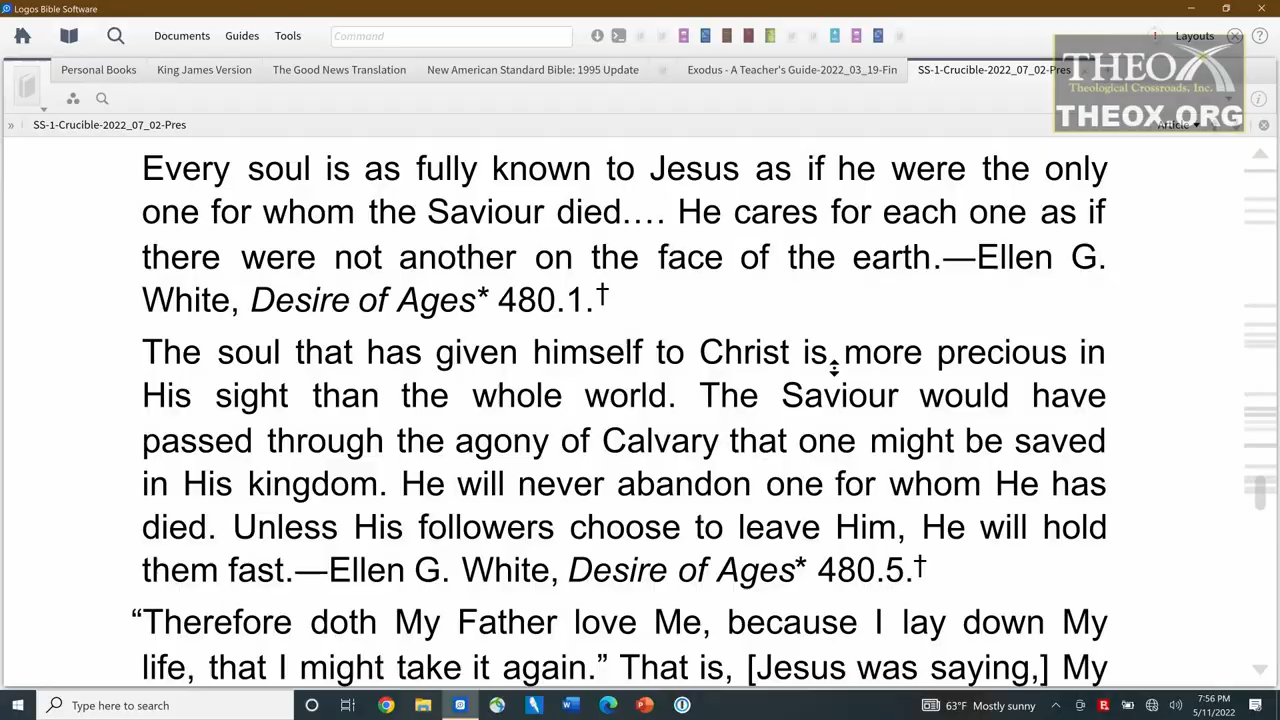 Logos Bible Software
Documents Guides Tools Command Layouts
Personal Books King James Version The Good News New American Standard Bible: 1995 Update Exodus - A Teacher's Guide-2022_03_19-Fin SS-1-Crucible-2022_07_02-Pres
THEOX
Theological Crossroads, Inc.
THEOX.ORG
SS-1-Crucible-2022_07_02-Pres Article
Every soul is as fully known to Jesus as if he were the only
one for whom the Saviour died.... He cares for each one as if
there were not another on the face of the earth.—Ellen G.
White, Desire of Ages* 480.1.†
The soul that has given himself to Christ is more precious in
His sight than the whole world. The Saviour would have
passed through the agony of Calvary that one might be saved
in His kingdom. He will never abandon one for whom He has
died. Unless His followers choose to leave Him, He will hold
them fast.—Ellen G. White, Desire of Ages* 480.5.†
“Therefore doth My Father love Me, because I lay down My
life, that I might take it again.” That is, [Jesus was saying,] My
Type here to search 63°F Mostly sunny 7:56 PM
5/11/2022